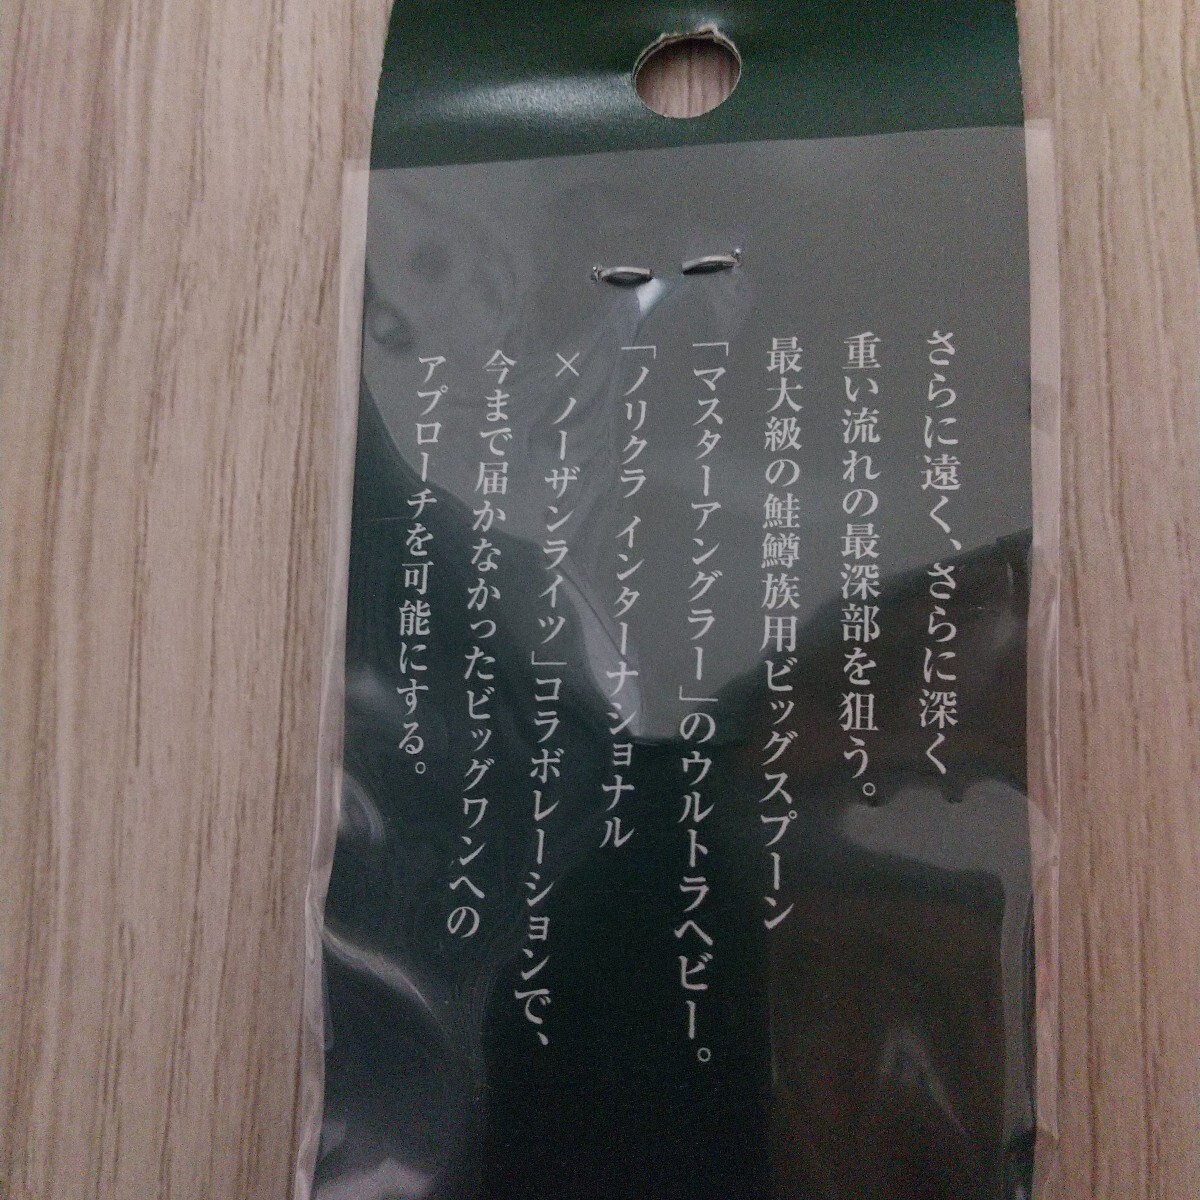 さらに遠く、さらに深く
重い流れの最深部を狙う。
最大級の鮭鱒族用ビッグスプーン
「マスターアングラー」のウルトラヘビー。
「ノリクラ インターナショナル
×ノーザンライツ」コラボレーションで、
今まで届かなかったビッグワンへの
アプローチを可能にする。